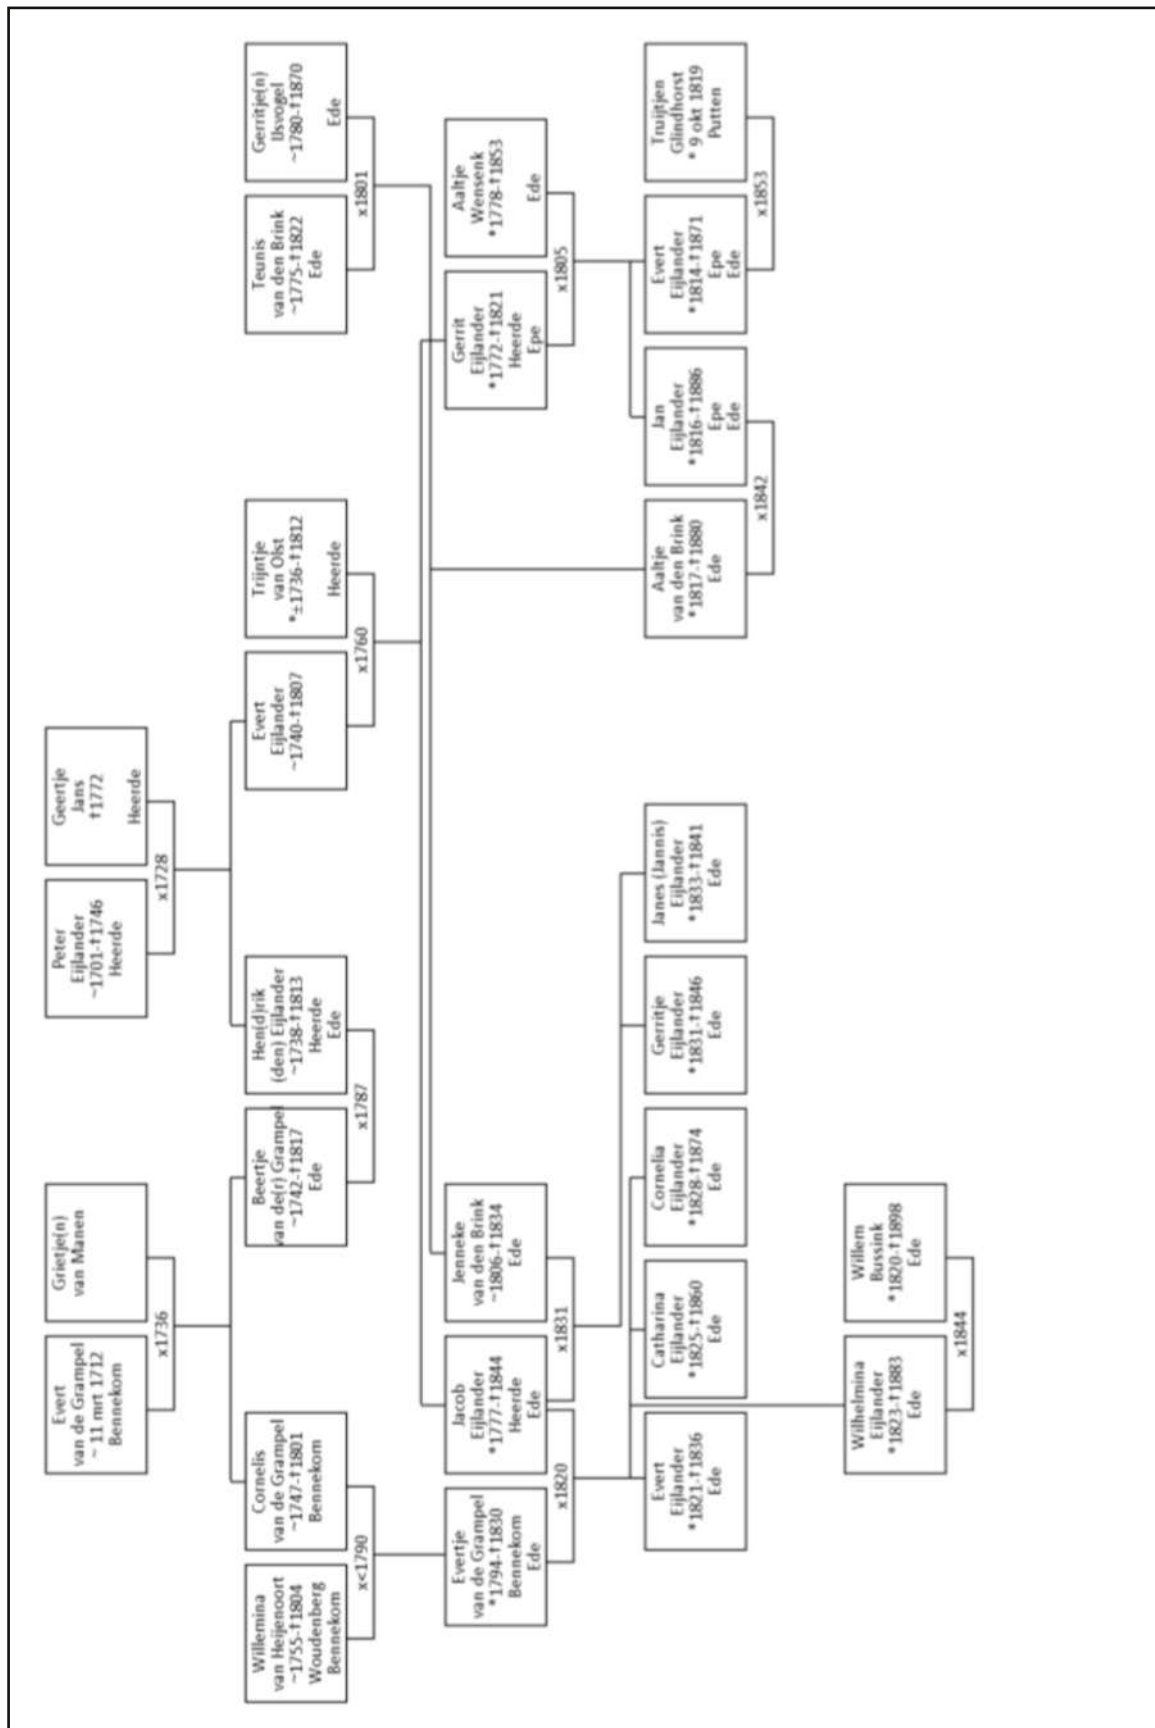 Evert
van de Grampel
~ 11 mrt 1712
Bennekom
Grietje(n)
van Manen
x1736
Peter
Eijlander
~1701-†1746
Heerde
Geertje
Jans
†1772
Heerde
x1728
Willemina
van Heijenoort
~1755-†1804
Woudenberg
Bennekom
Cornelis
van de Grampel
~1747-†1801
Bennekom
x<1790
Beertje
van de(r) Grampel
~1742-†1817
Ede
Hen(d)rik
(den) Eijlander
~1738-†1813
Heerde
Ede
x1787
Evert
Eijlander
~1740-†1807
Trijntje
van Olst
*±1736-†1812
Heerde
x1760
Teunis
van den Brink
~1775-†1822
Ede
Gerritje(n)
IJsvogel
~1780-†1870
Ede
x1801
Evertje
van de Grampel
*1794-†1830
Bennekom
Ede
Jacob
Eijlander
*1777-†1844
Heerde
Ede
Jenneke
van den Brink
~1806-†1834
Ede
x1820
x1831
Gerrit
Eijlander
*1772-†1821
Heerde
Epe
Aaltje
Wensenk
*1778-†1853
Ede
x1805
Evert
Eijlander
*1821-†1836
Ede
Catharina
Eijlander
*1825-†1860
Ede
Cornelia
Eijlander
*1828-†1874
Ede
Gerritje
Eijlander
*1831-†1846
Ede
Janes (Jannis)
Eijlander
*1833-†1841
Ede
Aaltje
van den Brink
*1817-†1880
Ede
Jan
Eijlander
*1816-†1886
Epe
Ede
x1842
Evert
Eijlander
*1814-†1871
Epe
Ede
Truijtjen
Glindhorst
* 9 okt 1819
Putten
x1853
Wilhelmina
Eijlander
*1823-†1883
Ede
Willem
Bussink
*1820-†1898
Ede
x1844